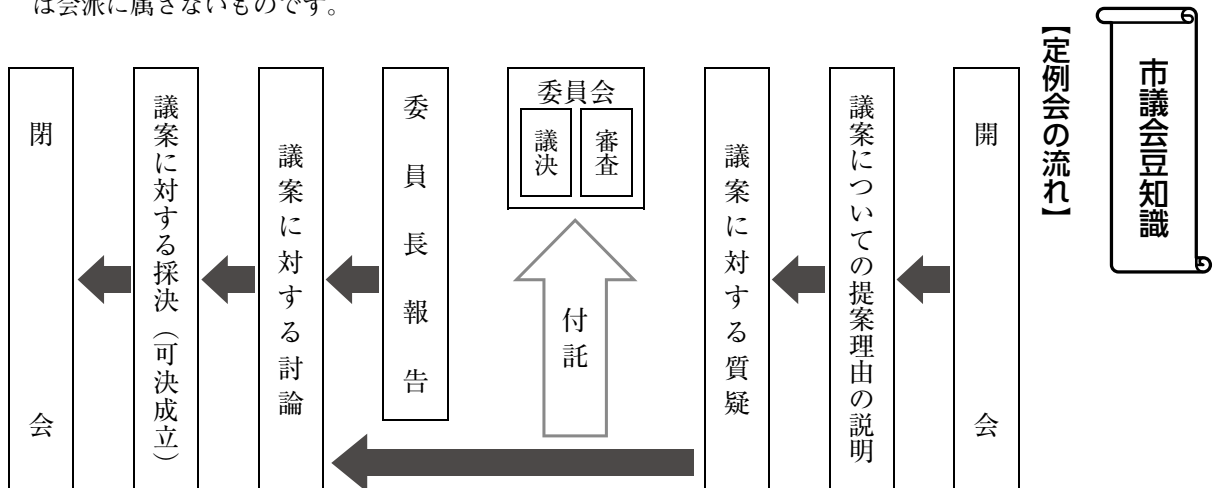 は会派に属さないものです。
市議会豆知識
【定例会の流れ】
開会
議案についての提案理由の説明
議案に対する質疑
付託
委員会
審査
議決
委員長報告
議案に対する討論
議案に対する採決（可決成立）
閉会